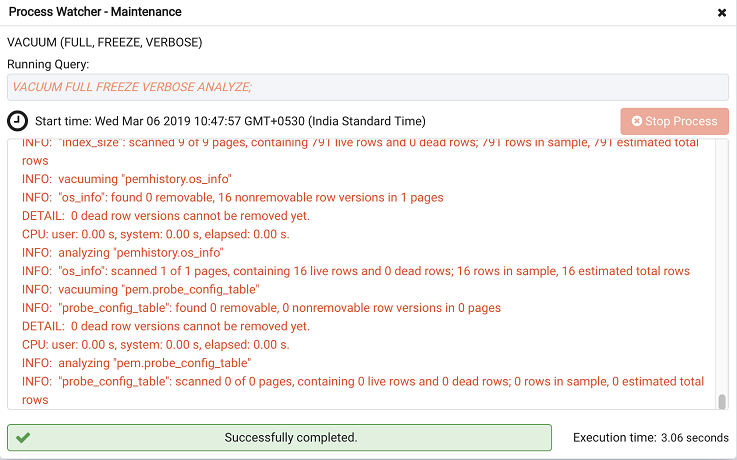 Process Watcher - Maintenance
VACUUM (FULL, FREEZE, VERBOSE)
Running Query:
VACUUM FULL FREEZE VERBOSE ANALYZE;
Start time: Wed Mar 06 2019 10:47:57 GMT+0530 (India Standard Time)
Stop Process
INFO: "index_size": scanned 9 of 9 pages, containing 791 live rows and 0 dead rows; 791 rows in sample, 791 estimated total
rows
INFO: vacuuming "pemhistory.os_info"
INFO: "os_info": found 0 removable, 16 nonremovable row versions in 1 pages
DETAIL: 0 dead row versions cannot be removed yet.
CPU: user: 0.00 s, system: 0.00 s, elapsed: 0.00 s.
INFO: analyzing "pemhistory.os_info"
INFO: "os_info": scanned 1 of 1 pages, containing 16 live rows and 0 dead rows; 16 rows in sample, 16 estimated total rows
INFO: vacuuming "pem.probe_config_table"
INFO: "probe_config_table": found 0 removable, 0 nonremovable row versions in 0 pages
DETAIL: 0 dead row versions cannot be removed yet.
CPU: user: 0.00 s, system: 0.00 s, elapsed: 0.00 s.
INFO: analyzing "pem.probe_config_table"
INFO: "probe_config_table": scanned 0 of 0 pages, containing 0 live rows and 0 dead rows; 0 rows in sample, 0 estimated total
rows
Successfully completed.
Execution time: 3.06 seconds